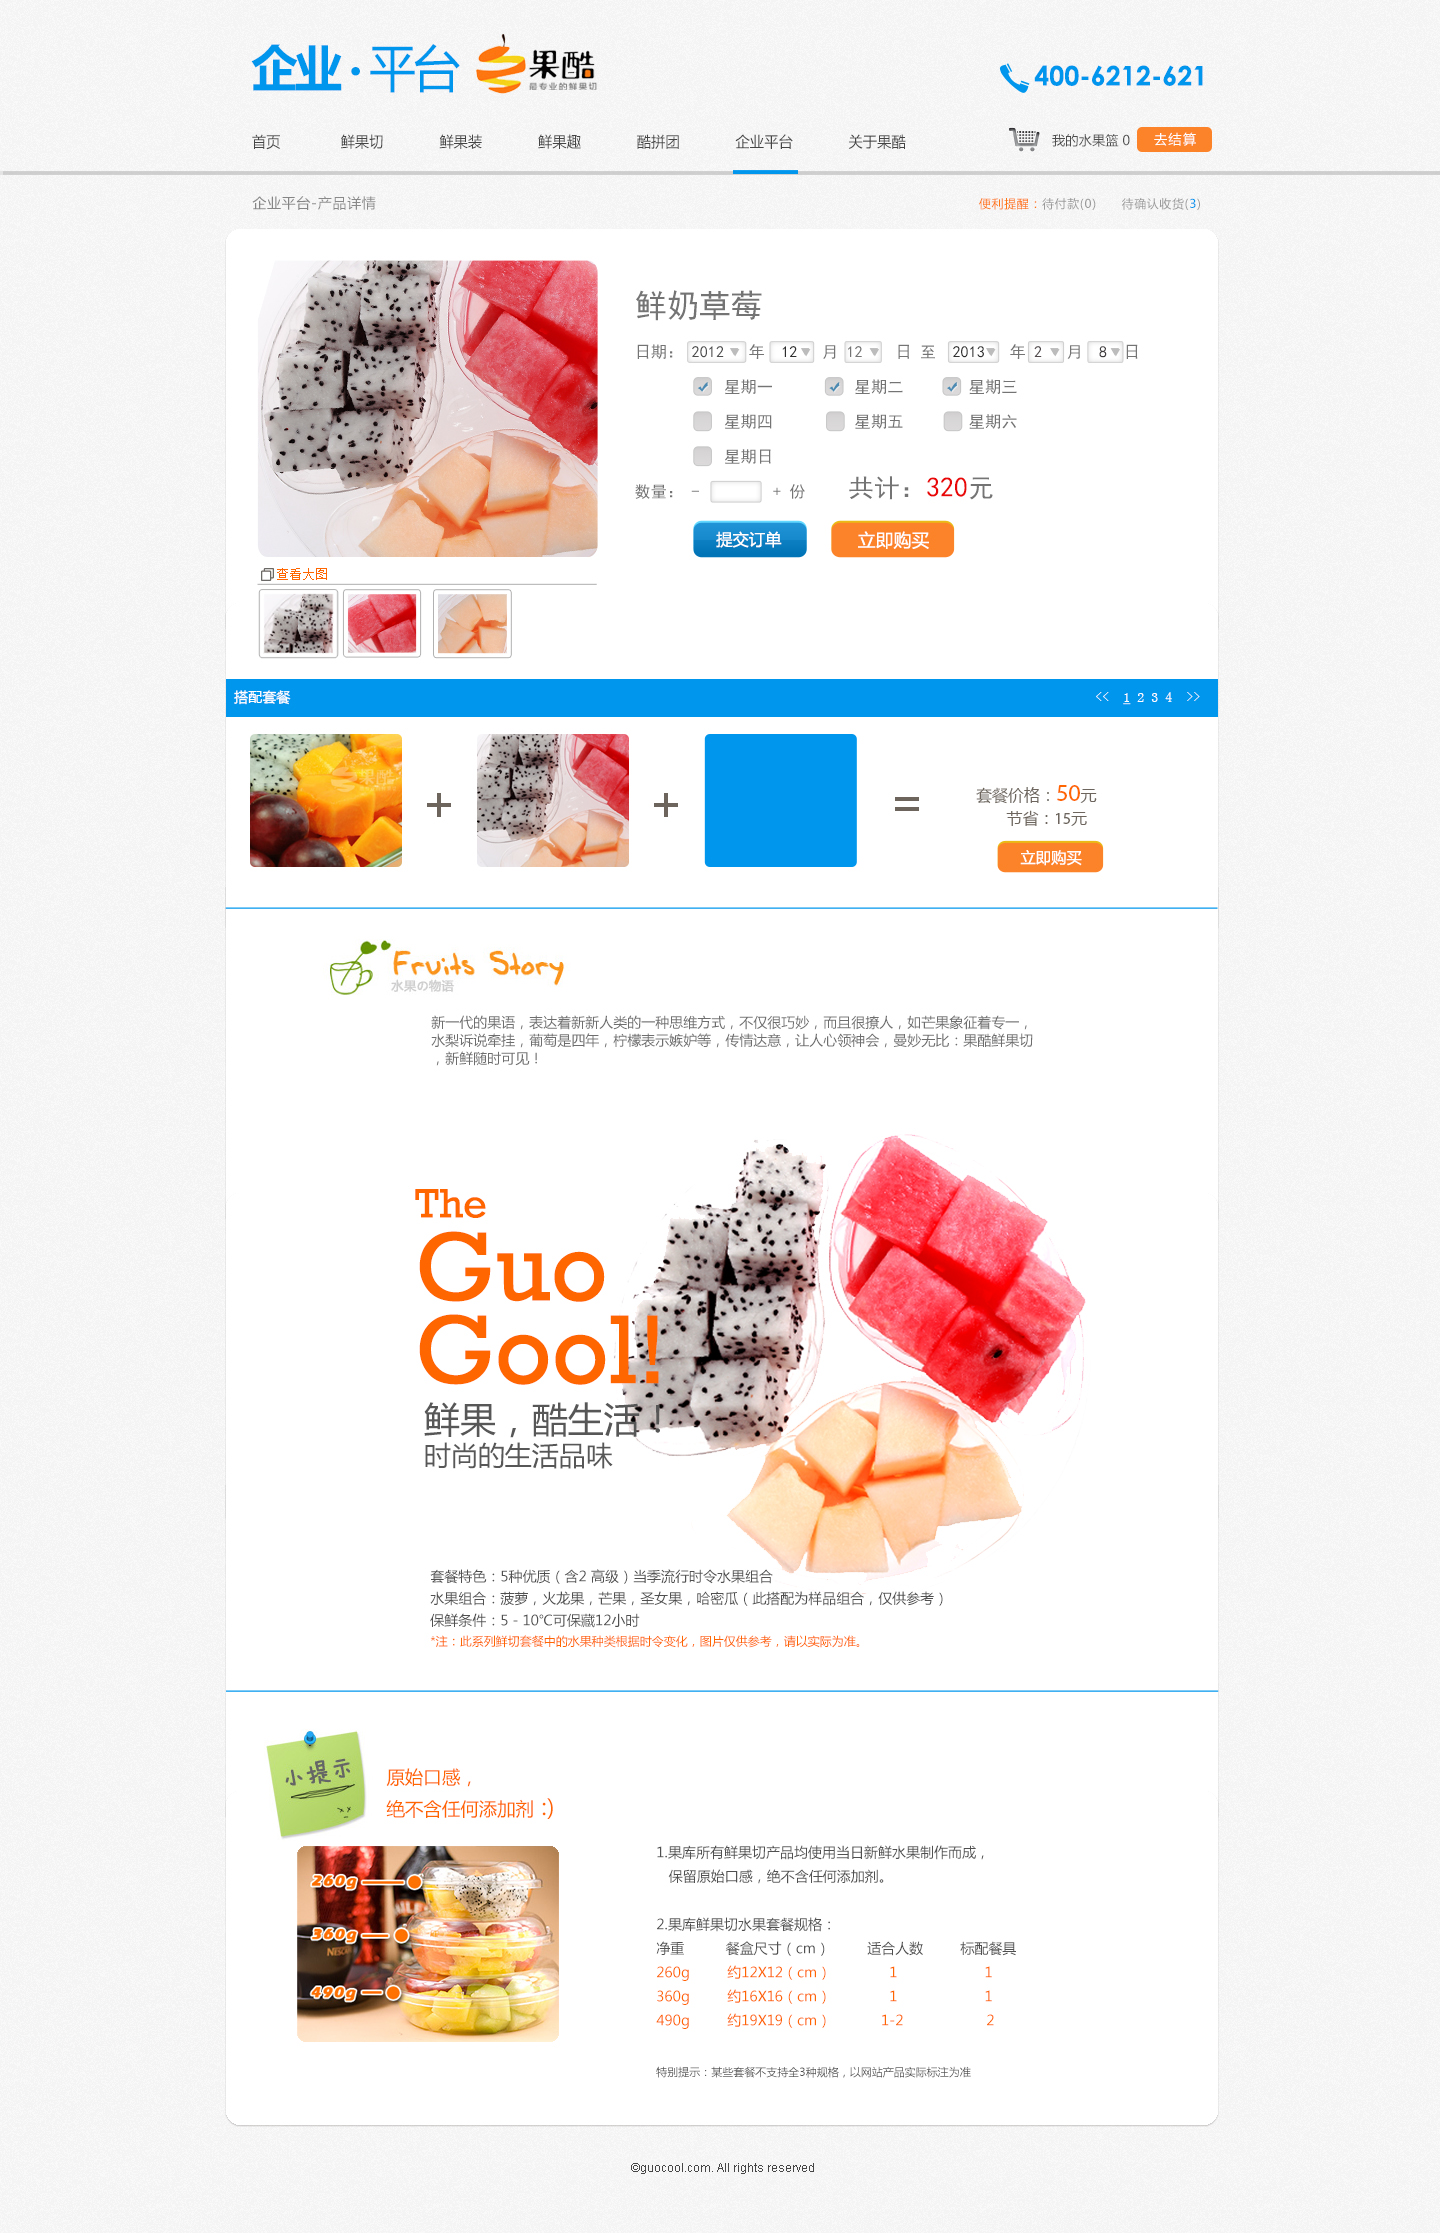 企业·平台 果酷
最专业的鲜果切
400-6212-621
首页 鲜果切 鲜果装 鲜果趣 酷拼团 企业平台 关于果酷 我的水果篮 0 去结算
企业平台-产品详情 便利提醒：待付款(0) 待确认收货(3)
鲜奶草莓
日期： 2012 年 12 月 12 日 至 2013 年 2 月 8 日
星期一 星期二 星期三
星期四 星期五 星期六
星期日
数量： - + 份 共计：320元
提交订单 立即购买
查看大图
搭配套餐 << 1 2 3 4 >>
果酷
+ + =
套餐价格：50元
节省：15元
立即购买
Fruits Story
水果の物语
新一代的果语，表达着新新人类的一种思维方式，不仅很巧妙，而且很撩人，如芒果象征着专一，
水梨诉说牵挂，葡萄是四年，柠檬表示嫉妒等，传情达意，让人心领神会，曼妙无比：果酷鲜果切
，新鲜随时可见！
The
Guo
Gool!
鲜果，酷生活！
时尚的生活品味
套餐特色：5种优质（含2 高级）当季流行时令水果组合
水果组合：菠萝，火龙果，芒果，圣女果，哈密瓜（此搭配为样品组合，仅供参考）
保鲜条件：5 - 10℃可保藏12小时
*注：此系列鲜切套餐中的水果种类根据时令变化，图片仅供参考，请以实际为准。
小提示
原始口感，
绝不含任何添加剂 :)
260g
360g
NESCAFE
490g
1.果库所有鲜果切产品均使用当日新鲜水果制作而成，
保留原始口感，绝不含任何添加剂。
2.果库鲜果切水果套餐规格：
净重 餐盒尺寸（cm） 适合人数 标配餐具
260g 约12X12（cm） 1 1
360g 约16X16（cm） 1 1
490g 约19X19（cm） 1-2 2
特别提示：某些套餐不支持全3种规格，以网站产品实际标注为准
©guocool.com. All rights reserved